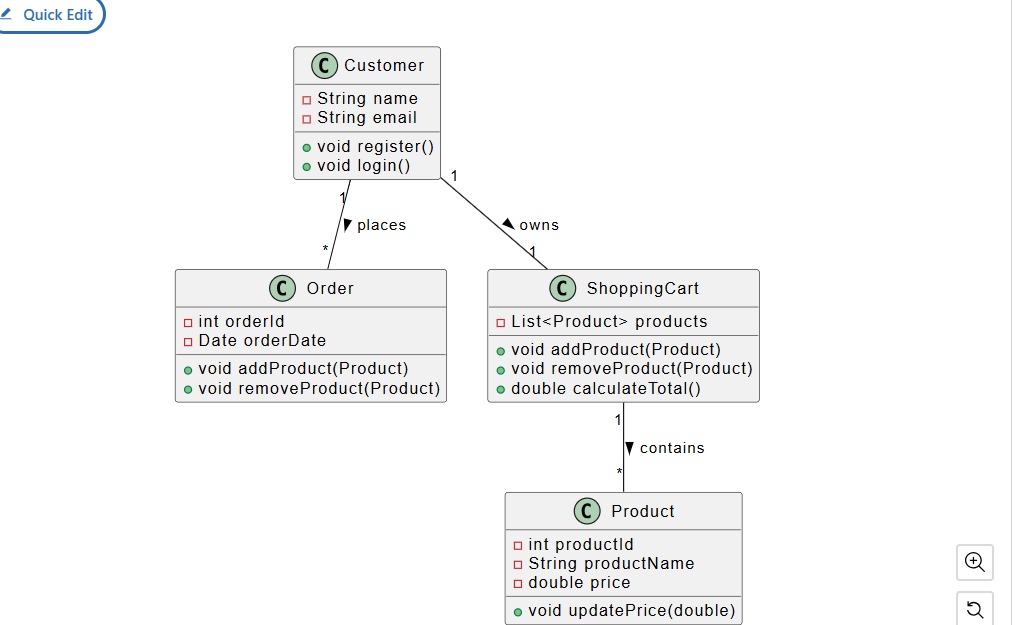 Quick Edit
C Customer
String name
String email
void register()
void login()
1
1
places
owns
*
1
C Order
int orderId
Date orderDate
void addProduct(Product)
void removeProduct(Product)
C ShoppingCart
List<Product> products
void addProduct(Product)
void removeProduct(Product)
double calculateTotal()
1
contains
*
C Product
int productId
String productName
double price
void updatePrice(double)